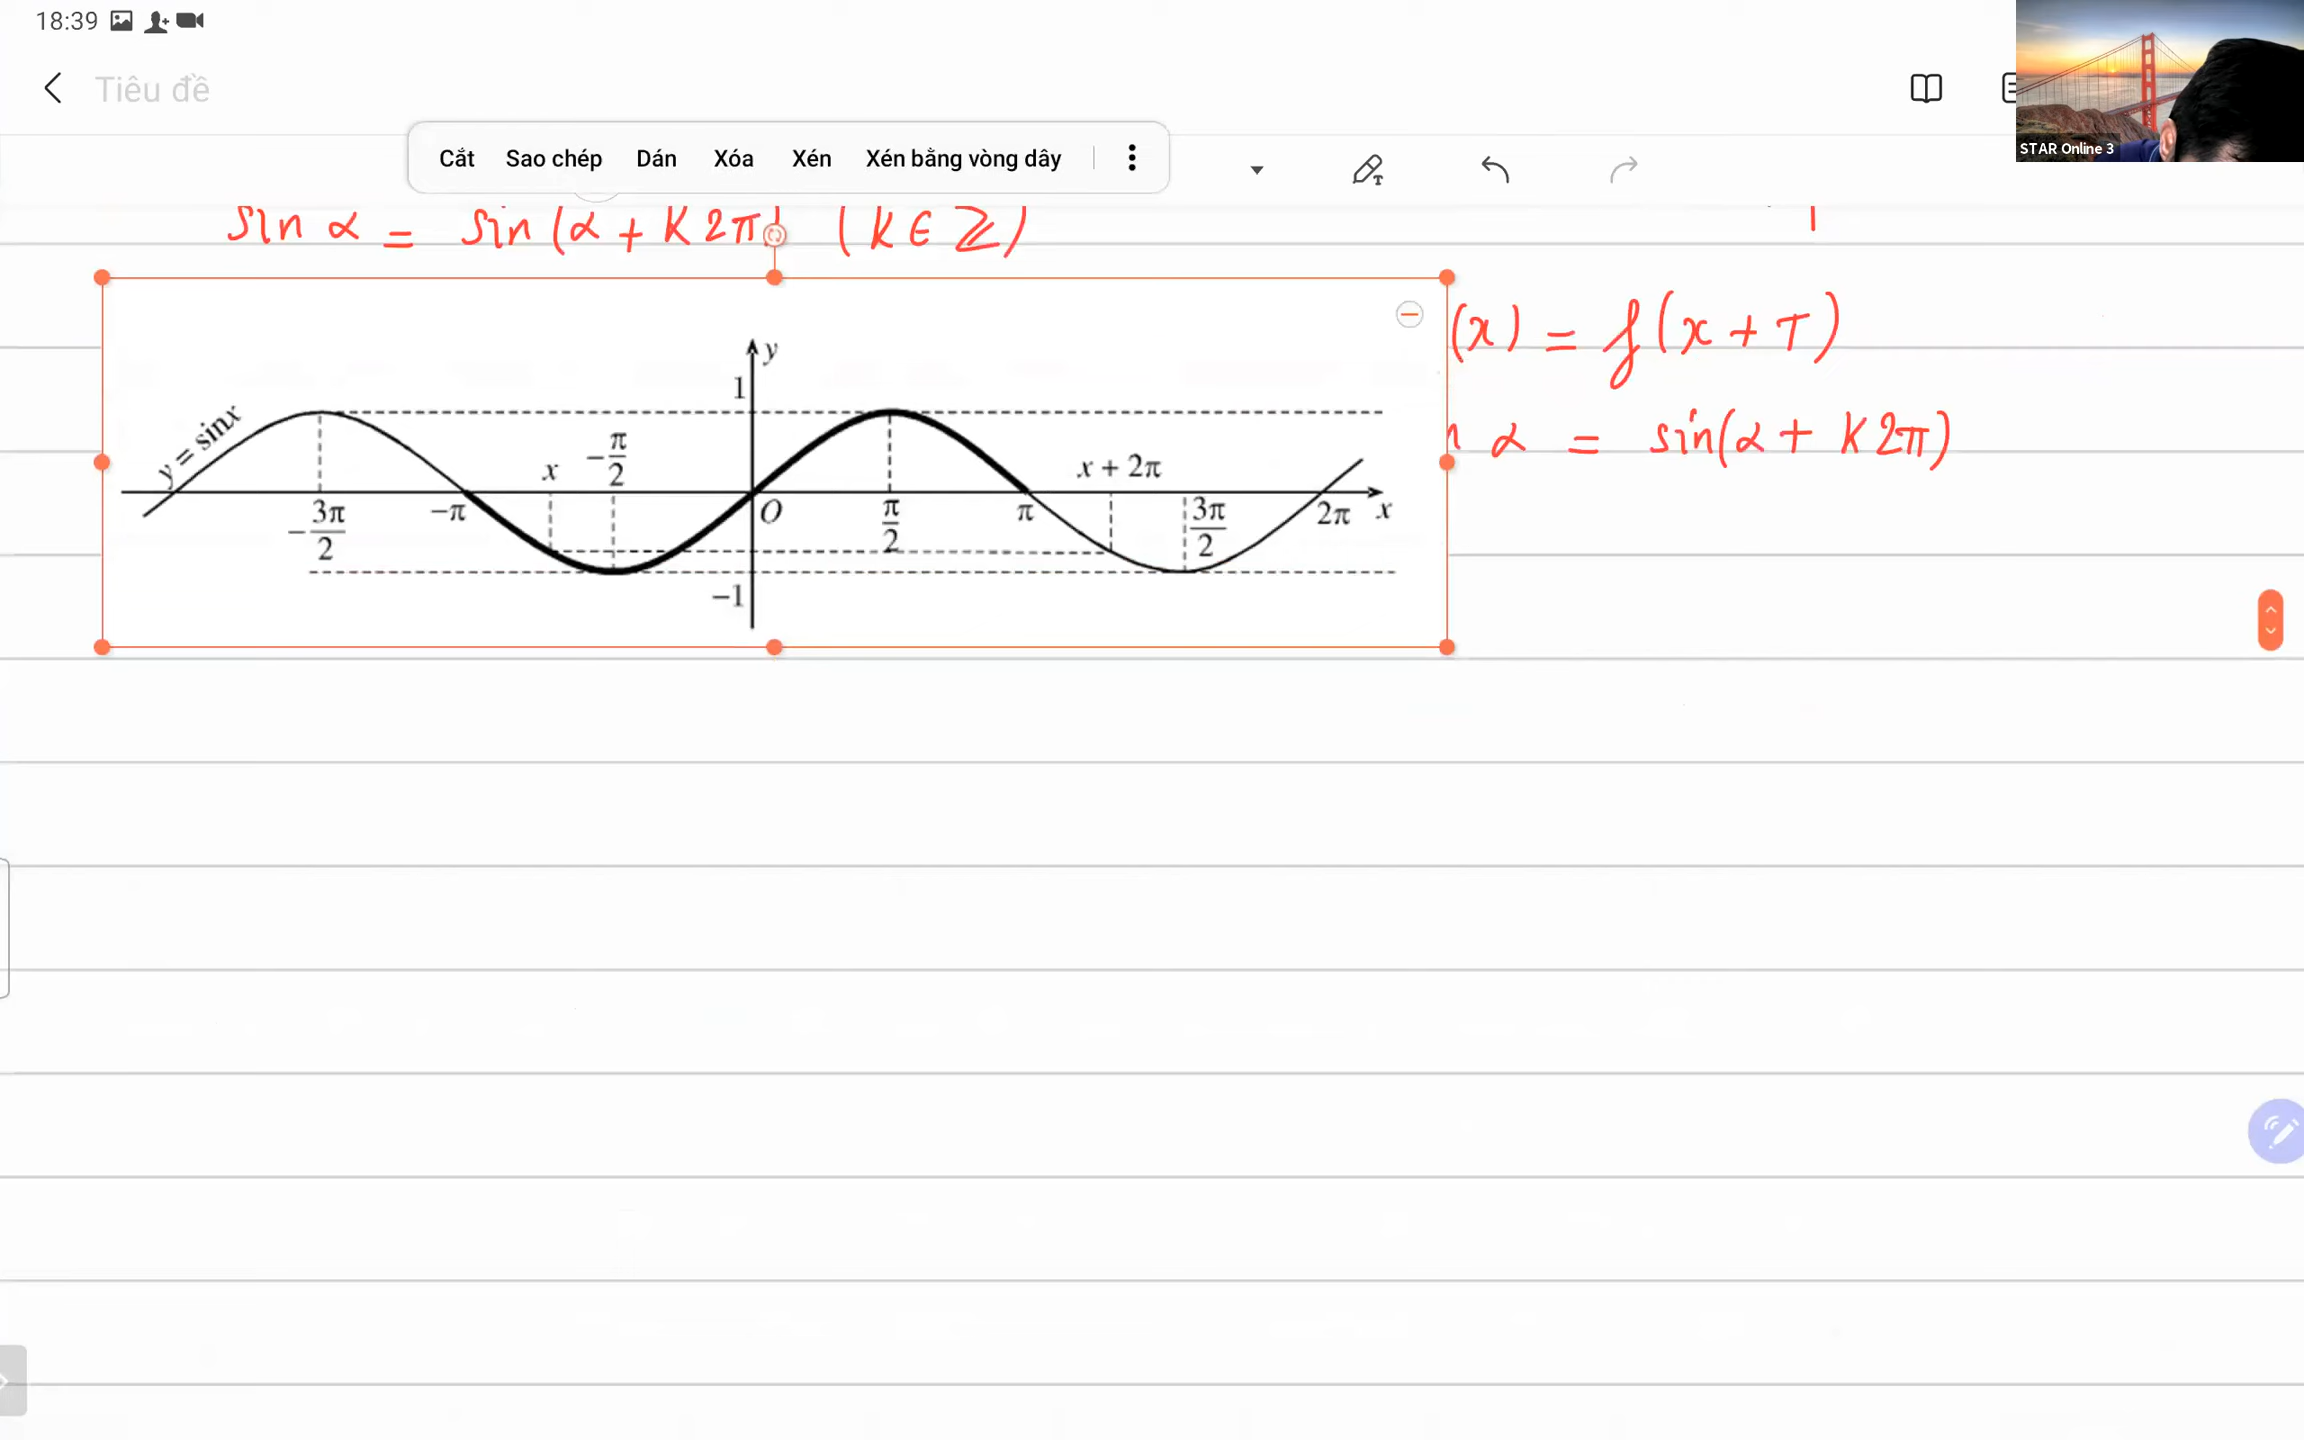 18:39
Tiêu đề
STAR Online 3
Cắt Sao chép Dán Xóa Xén Xén bằng vòng dây
sin α = sin(α + k2π) (k ∈ ℤ)
(x) = f(x + T)
α = sin(α + k2π)
y
1
y = sinx
x
−π/2
x + 2π
−3π/2
−π
O
π/2
π
3π/2
2π
x
−1